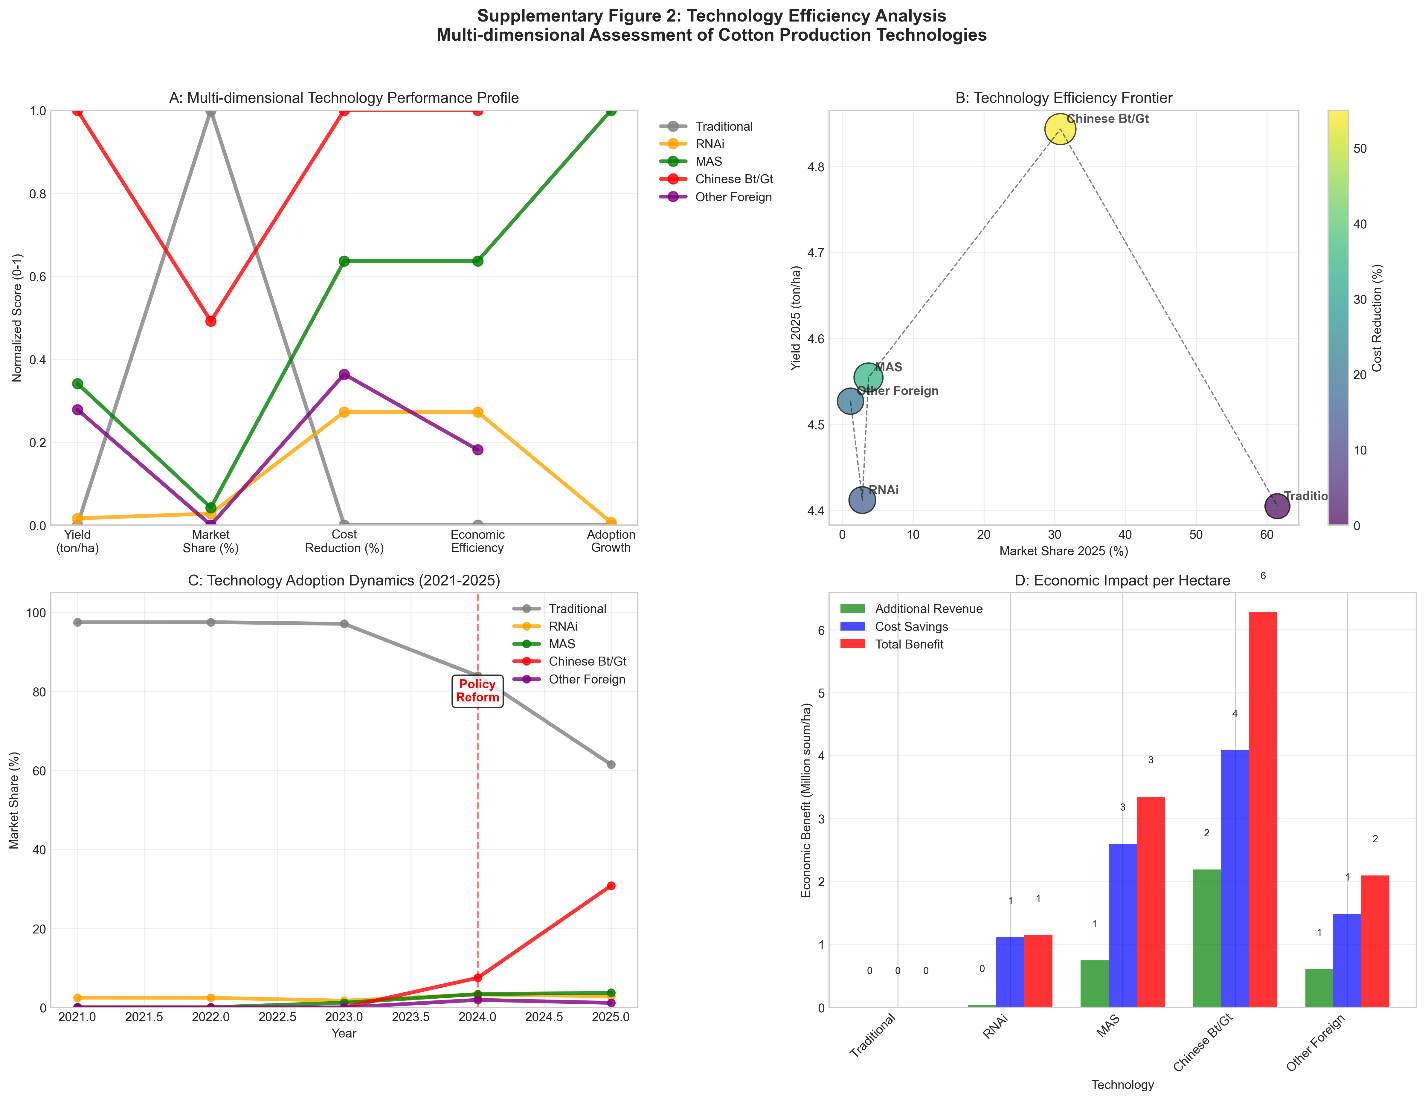 Supplementary Figure 2: Technology Efficiency Analysis
Multi-dimensional Assessment of Cotton Production Technologies
A: Multi-dimensional Technology Performance Profile
Normalized Score (0-1)
1.0
0.8
0.6
0.4
0.2
0.0
Yield
(ton/ha)
Market
Share (%)
Cost
Reduction (%)
Economic
Efficiency
Adoption
Growth
Traditional
RNAi
MAS
Chinese Bt/Gt
Other Foreign
B: Technology Efficiency Frontier
Yield 2025 (ton/ha)
4.8
4.7
4.6
4.5
4.4
Chinese Bt/Gt
MAS
Other Foreign
RNAi
Traditio
0 10 20 30 40 50 60
Market Share 2025 (%)
50
40
30
20
10
0
Cost Reduction (%)
C: Technology Adoption Dynamics (2021-2025)
Market Share (%)
100
80
60
40
20
0
Traditional
RNAi
MAS
Chinese Bt/Gt
Other Foreign
Policy
Reform
2021.0 2021.5 2022.0 2022.5 2023.0 2023.5 2024.0 2024.5 2025.0
Year
D: Economic Impact per Hectare
Economic Benefit (Million soum/ha)
6
5
4
3
2
1
0
Additional Revenue
Cost Savings
Total Benefit
0 0 0
0 1 1
1 3 3
2 4 6
1 1 2
Traditional
RNAi
MAS
Chinese Bt/Gt
Other Foreign
Technology